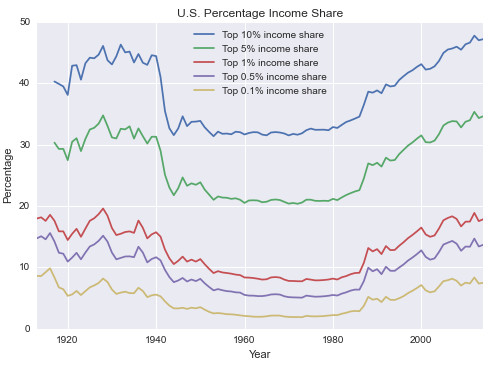 U.S. Percentage Income Share
50
40
30
20
10
0
Percentage
Top 10% income share
Top 5% income share
Top 1% income share
Top 0.5% income share
Top 0.1% income share
1920
1940
1960
1980
2000
Year